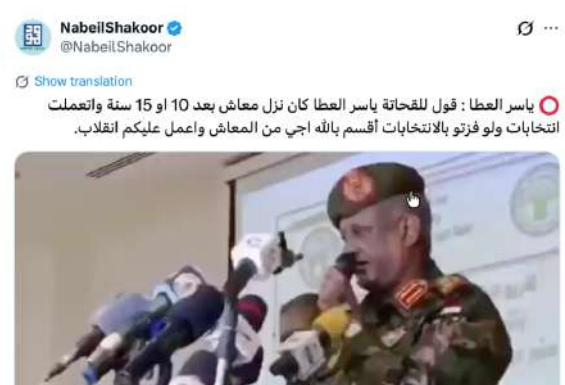 NabeilShakoor
@NabeilShakoor
Show translation
ياسر العطا : قول للقحاتة ياسر العطا كان نزل معاش بعد 10 او 15 سنة واتعملت
انتخابات ولو فزتو بالانتخابات أقسم بالله اجي من المعاش واعمل عليكم انقلاب.